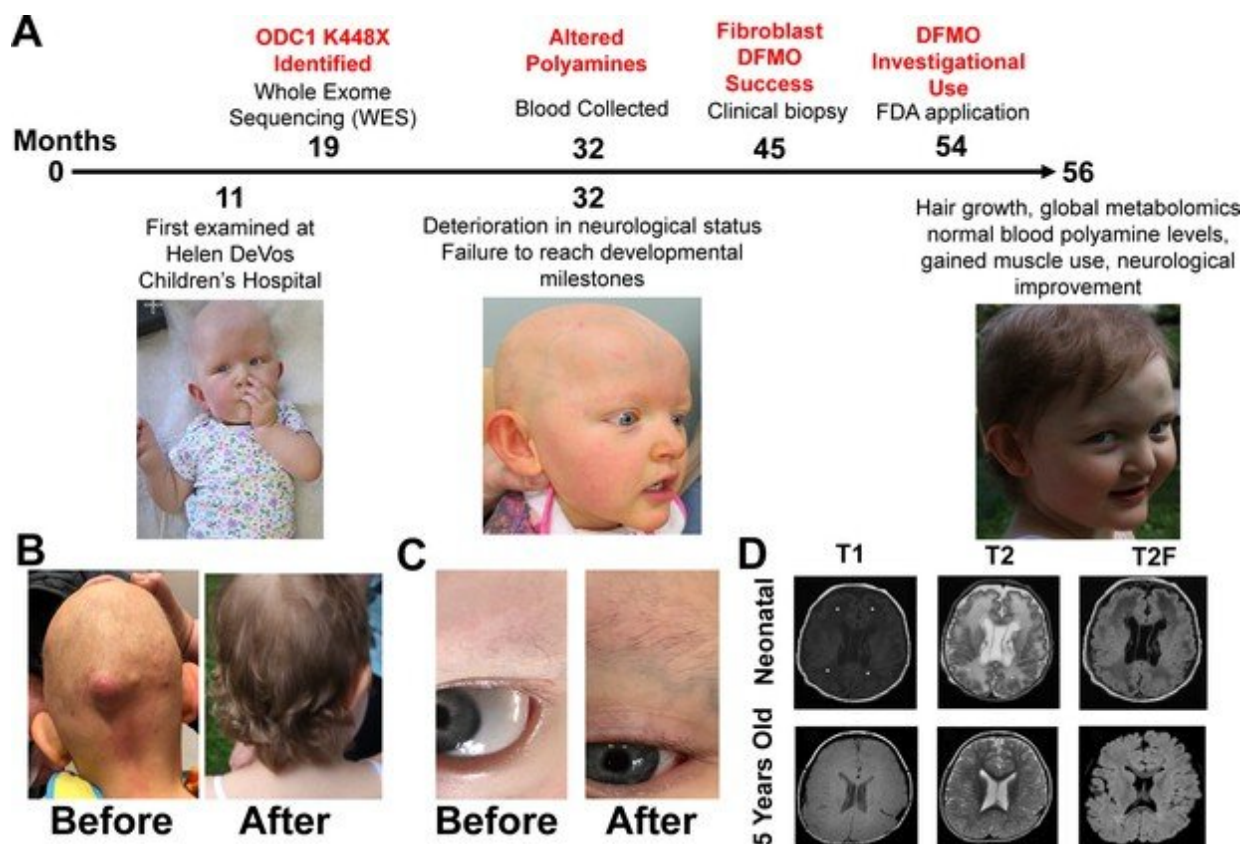 A
ODC1 K448X
Identified
Whole Exome
Sequencing (WES)
19
Altered
Polyamines
Blood Collected
32
Fibroblast
DFMO
Success
Clinical biopsy
45
DFMO
Investigational
Use
FDA application
54
Months
0
56
11
First examined at
Helen DeVos
Children's Hospital
32
Deterioration in neurological status
Failure to reach developmental
milestones
Hair growth, global metabolomics
normal blood polyamine levels,
gained muscle use, neurological
improvement
B
Before
After
C
Before
After
D
T1
T2
T2F
Neonatal
5 Years Old